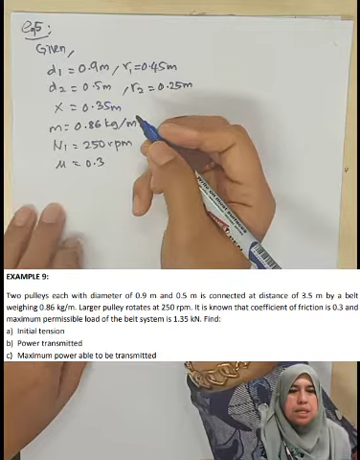 eg5:
Given,
d1 = 0.9m, r1 = 0.45m
d2 = 0.5m, r2 = 0.25m
x = 0.35m
m = 0.86 kg/m
N1 = 250 rpm
μ = 0.3
EXAMPLE 9:
Two pulleys each with diameter of 0.9 m and 0.5 m is connected at distance of 3.5 m by a belt
weighing 0.86 kg/m. Larger pulley rotates at 250 rpm. It is known that coefficient of friction is 0.3 and
maximum permissible load of the belt system is 1.35 kN. Find:
a) Initial tension
b) Power transmitted
c) Maximum power able to be transmitted